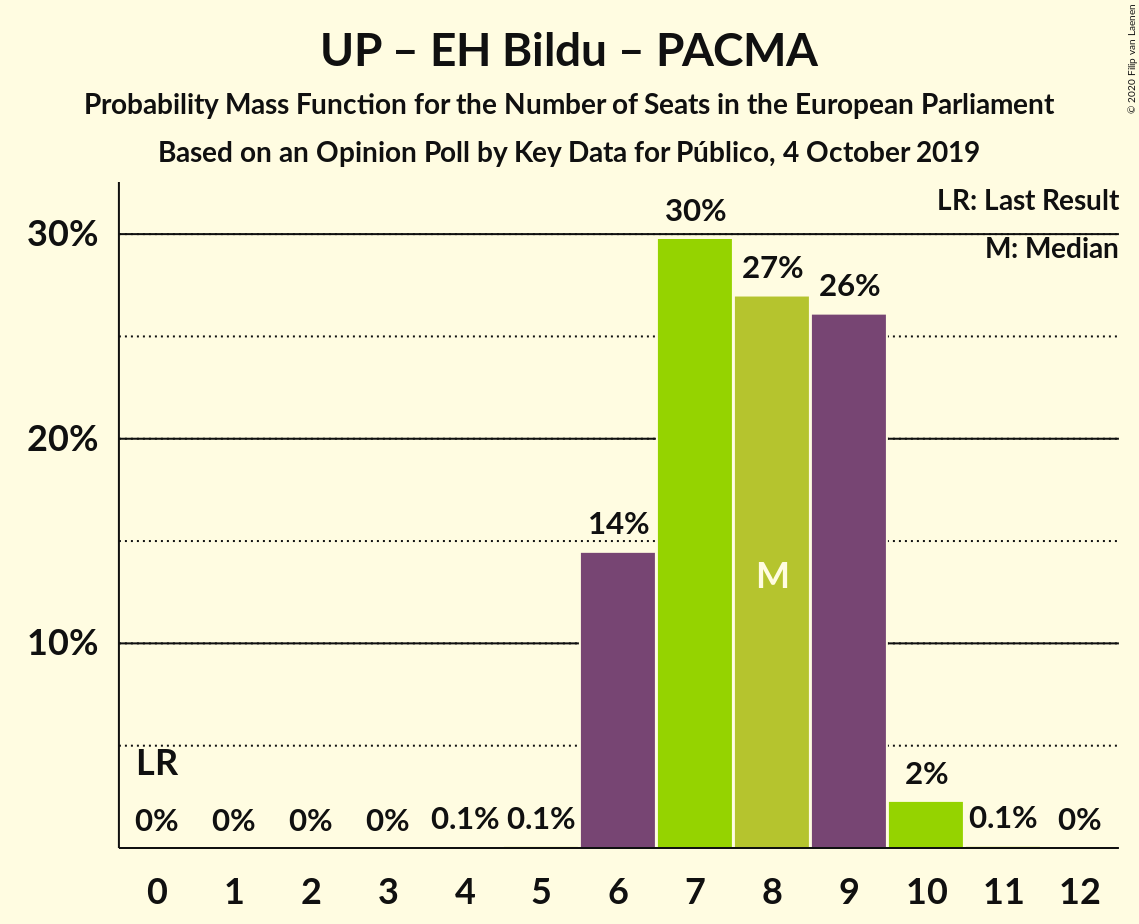 UP – EH Bildu – PACMA
Probability Mass Function for the Number of Seats in the European Parliament
Based on an Opinion Poll by Key Data for Público, 4 October 2019
© 2020 Filip van Laenen
LR: Last Result
M: Median
30%
20%
10%
30%
27%
26%
14%
M
LR
2%
0%
0%
0%
0%
0.1%
0.1%
0.1%
0%
0 1 2 3 4 5 6 7 8 9 10 11 12